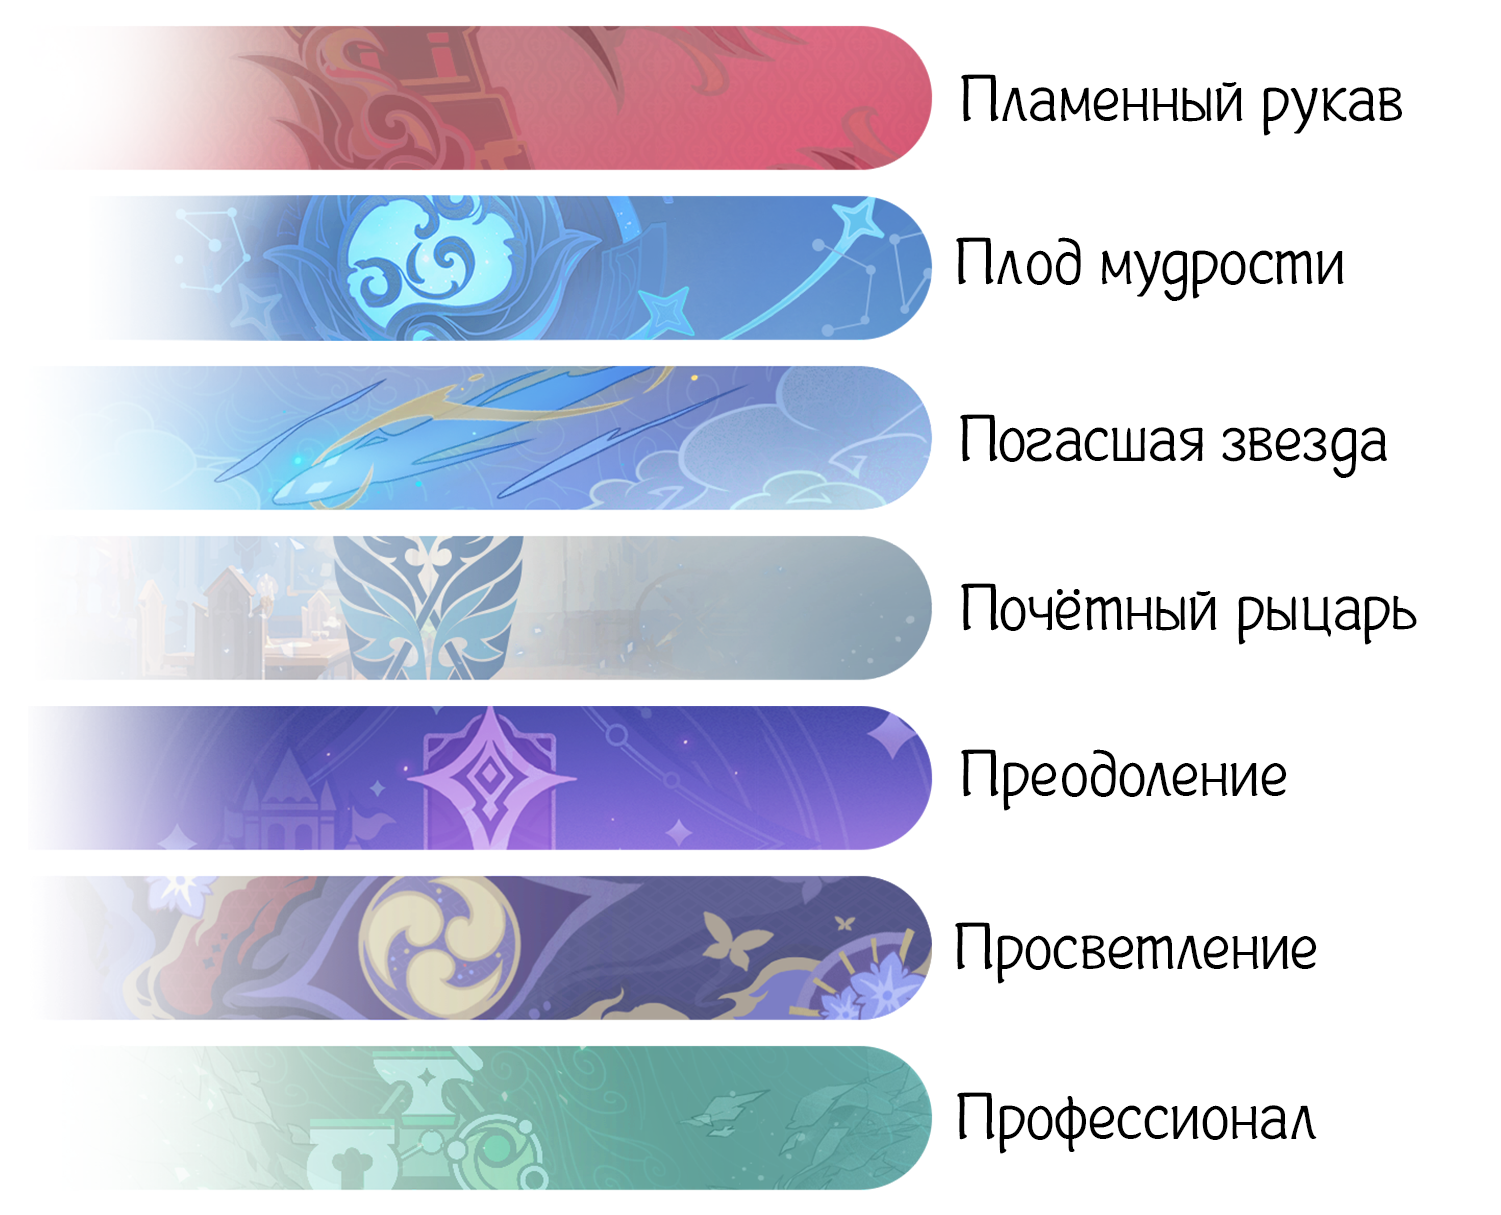 Пламенный рукав
Плод мудрости
Погасшая звезда
Почётный рыцарь
Преодоление
Просветление
Профессионал